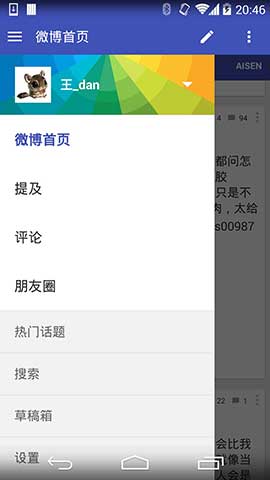 20:46
微博首页
AISEN
王_dan
4 94
微博首页
都问怎
胶
提及
只是不
肉，太给
s00987
评论
朋友圈
热门话题
搜索
22 1
草稿箱
会比我
就像当
设置
人会是